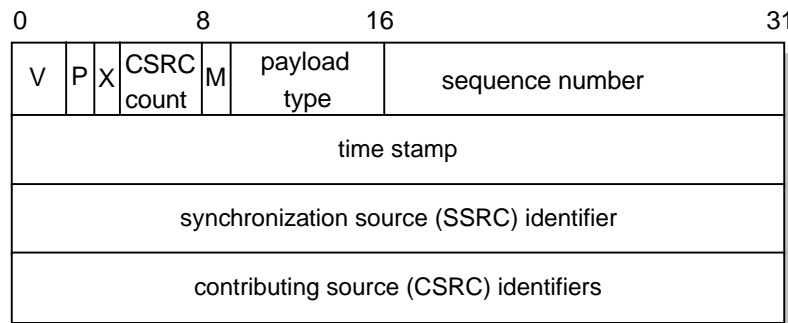 0 8 16 31
V P X CSRC count M payload type sequence number
time stamp
synchronization source (SSRC) identifier
contributing source (CSRC) identifiers